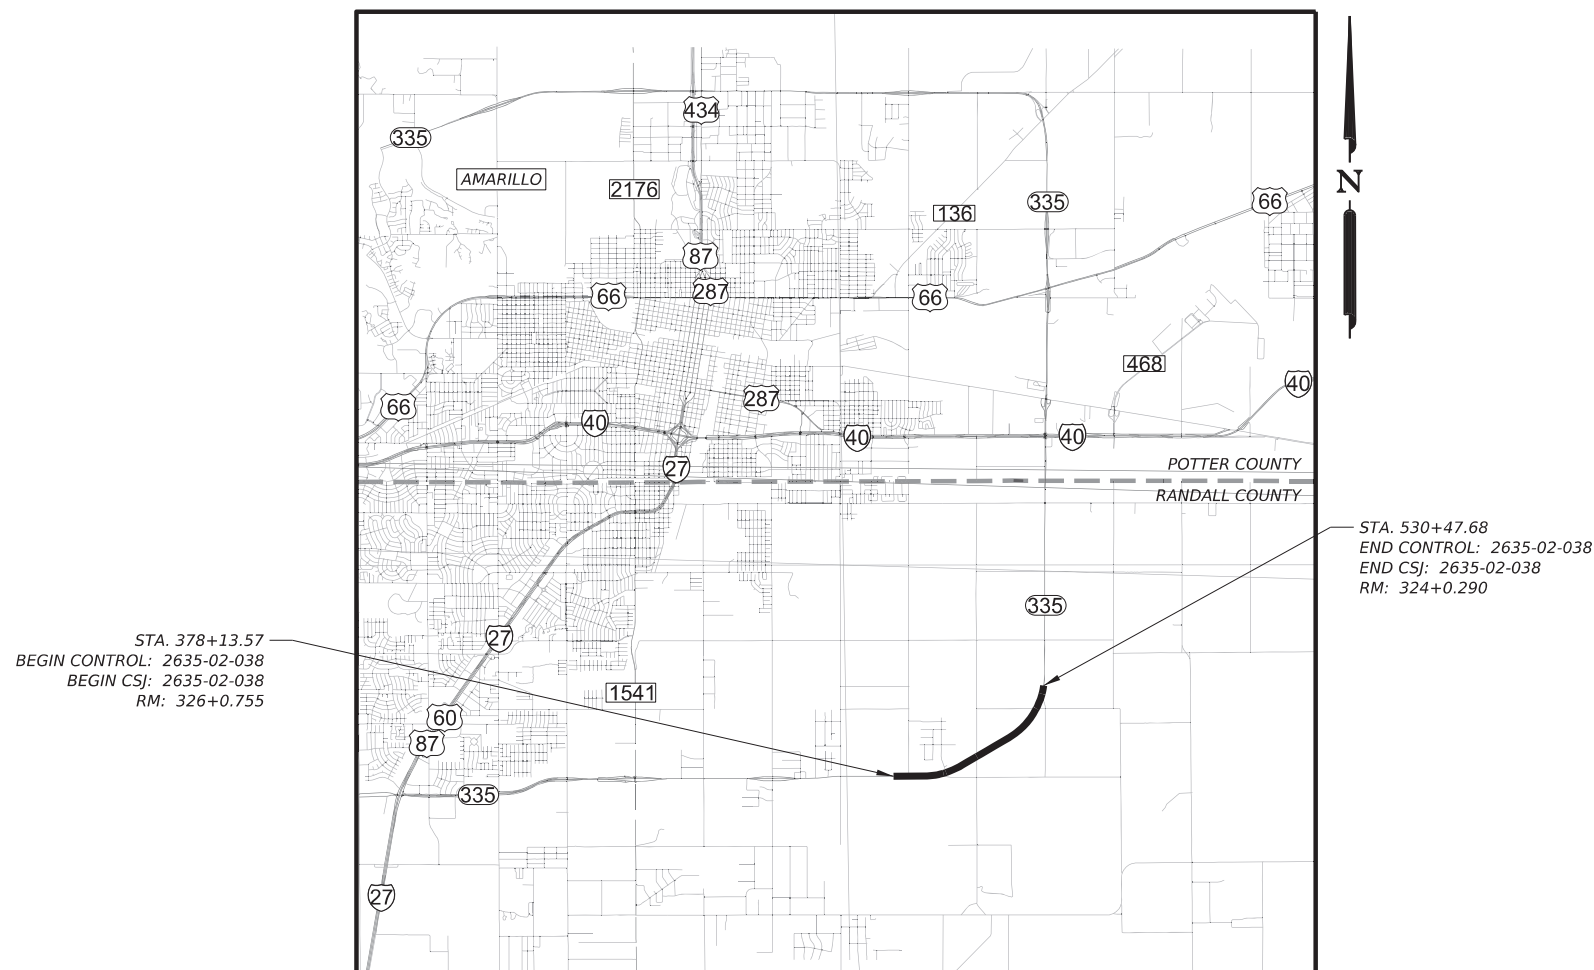 434
335
AMARILLO
2176
N
136
335
66
87
287
66
66
468
40
66
287
40
40
40
27
POTTER COUNTY
RANDALL COUNTY
STA. 530+47.68
END CONTROL: 2635-02-038
END CSJ: 2635-02-038
RM: 324+0.290
335
27
STA. 378+13.57
BEGIN CONTROL: 2635-02-038
BEGIN CSJ: 2635-02-038
RM: 326+0.755
1541
60
87
335
27